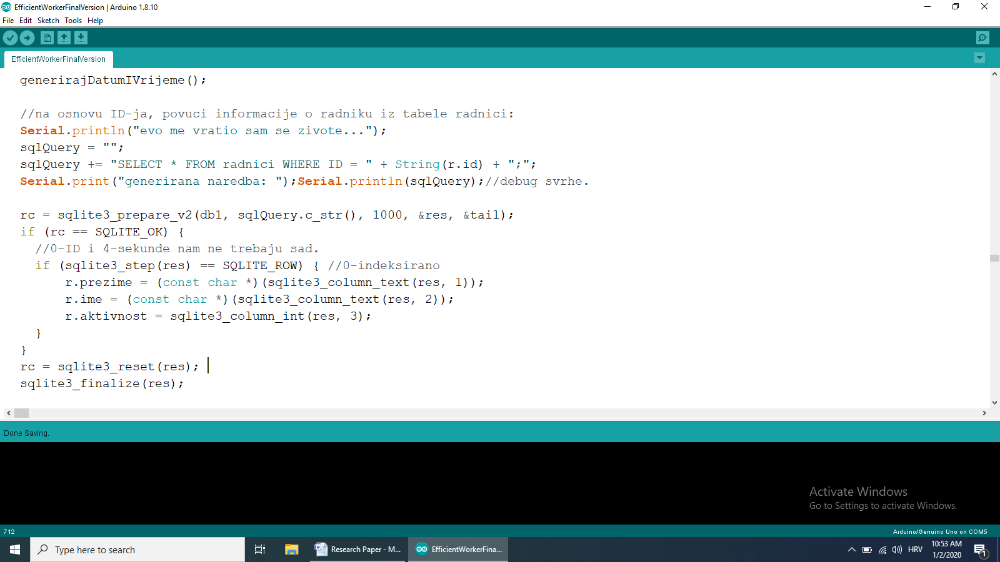 EfficientWorkerFinalVersion | Arduino 1.8.10
File Edit Sketch Tools Help
EfficientWorkerFinalVersion
generirajDatumIVrijeme();
//na osnovu ID-ja, povuci informacije o radniku iz tabele radnici:
Serial.println("evo me vratio sam se zivote...");
sqlQuery = "";
sqlQuery += "SELECT * FROM radnici WHERE ID = " + String(r.id) + ";";
Serial.print("generirana naredba: ");Serial.println(sqlQuery);//debug svrhe.
rc = sqlite3_prepare_v2(db1, sqlQuery.c_str(), 1000, &res, &tail);
if (rc == SQLITE_OK) {
//0-ID i 4-sekunde nam ne trebaju sad.
if (sqlite3_step(res) == SQLITE_ROW) { //0-indeksirano
r.prezime = (const char *)(sqlite3_column_text(res, 1));
r.ime = (const char *)(sqlite3_column_text(res, 2));
r.aktivnost = sqlite3_column_int(res, 3);
}
}
rc = sqlite3_reset(res);
sqlite3_finalize(res);
Done Saving.
Activate Windows
Go to Settings to activate Windows.
712
Arduino/Genuino Uno on COM5
Type here to search
Research Paper - M...
EfficientWorkerFina...
HRV
10:53 AM
1/2/2020
1